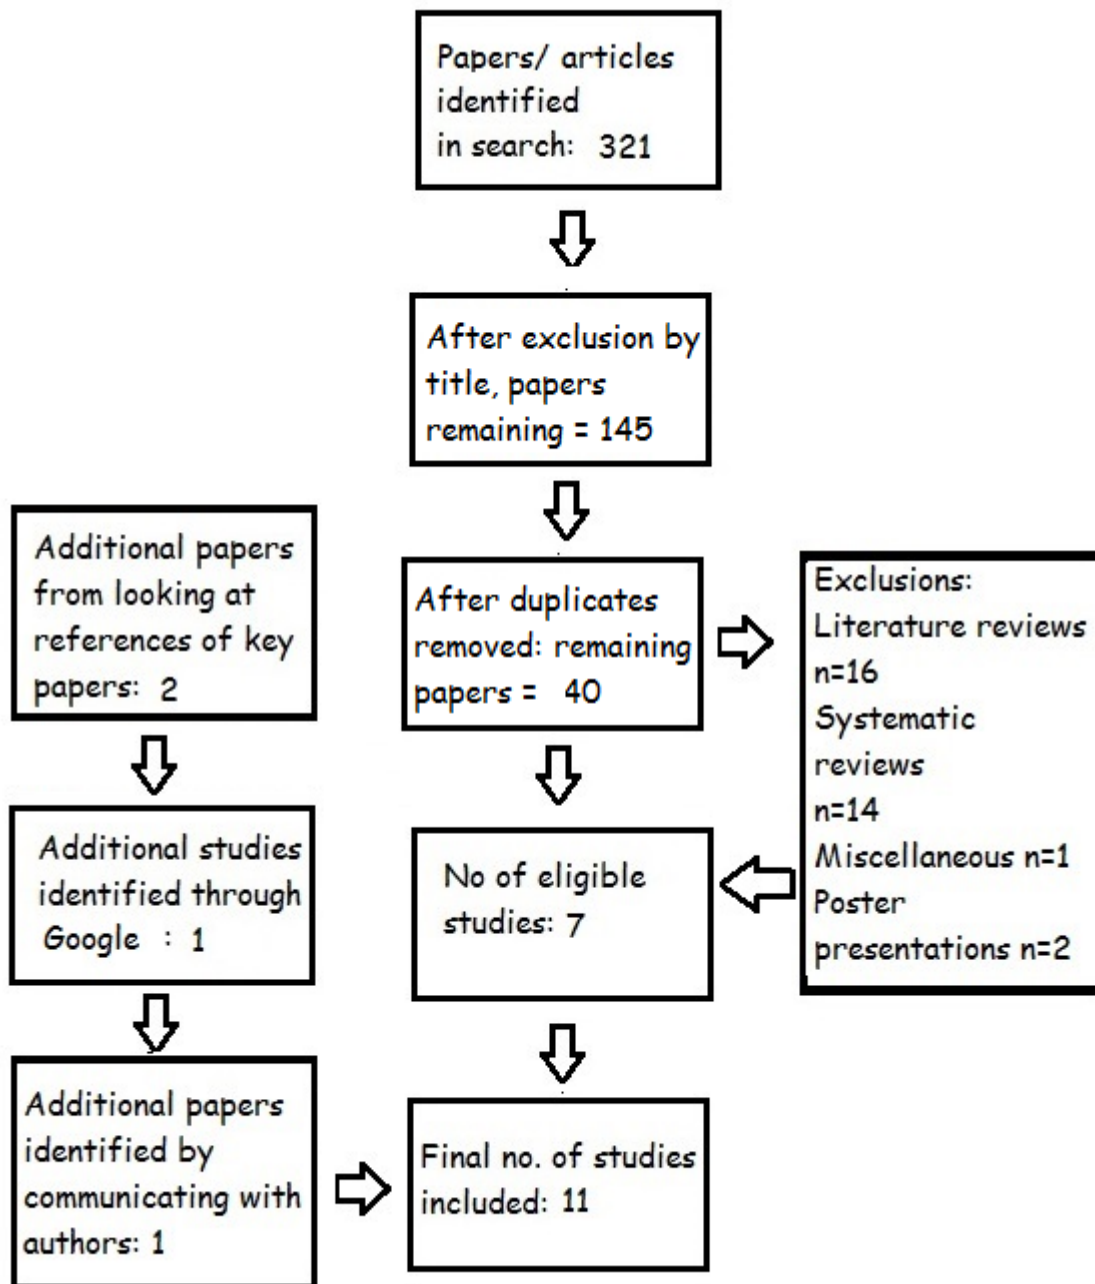 Papers/ articles
identified
in search: 321
After exclusion by
title, papers
remaining = 145
Additional papers
from looking at
references of key
papers: 2
After duplicates
removed: remaining
papers = 40
Exclusions:
Literature reviews
n=16
Systematic
reviews
n=14
Miscellaneous n=1
Poster
presentations n=2
Additional studies
identified through
Google : 1
No of eligible
studies: 7
Additional papers
identified by
communicating with
authors: 1
Final no. of studies
included: 11